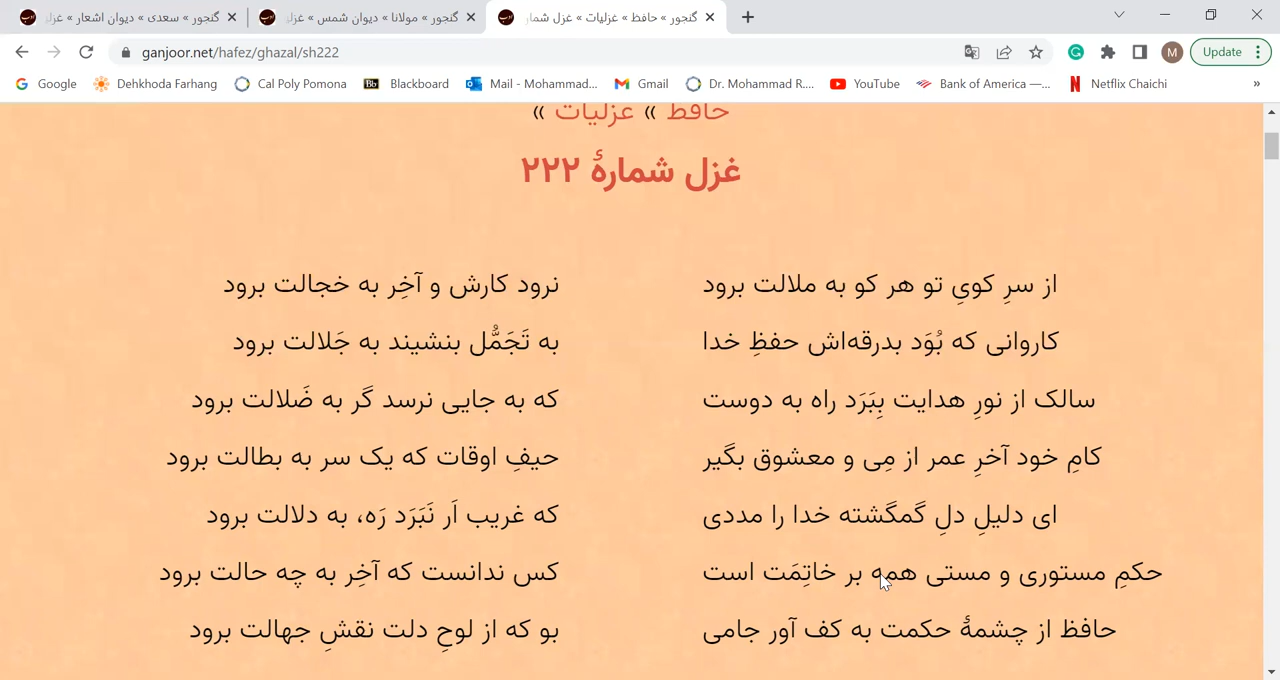 گنجور » سعدی » دیوان اشعار » غزل
گنجور » مولانا » دیوان شمس » غزل
گنجور » حافظ » غزلیات » غزل شمار
ganjoor.net/hafez/ghazal/sh222
M
Update
Google
Dehkhoda Farhang
Cal Poly Pomona
Bb
Blackboard
Mail - Mohammad...
Gmail
Dr. Mohammad R....
YouTube
Bank of America —...
Netflix Chaichi
»
حافظ » غزلیات »
غزل شمارهٔ ۲۲۲
از سرِ کویِ تو هر کو به ملالت برود
نرود کارش و آخِر به خجالت برود
کاروانی که بُوَد بدرقه‌اش حفظِ خدا
به تَجَمُّل بنشیند به جَلالت برود
سالک از نورِ هدایت بِبَرَد راه به دوست
که به جایی نرسد گر به ضَلالت برود
کامِ خود آخرِ عمر از مِی و معشوق بگیر
حیفِ اوقات که یک سر به بطالت برود
ای دلیلِ دلِ گمگشته خدا را مددی
که غریب اَر نَبَرَد رَه، به دلالت برود
حکمِ مستوری و مستی همه بر خاتِمَت است
کس ندانست که آخِر به چه حالت برود
حافظ از چشمهٔ حکمت به کف آور جامی
بو که از لوحِ دلت نقشِ جهالت برود